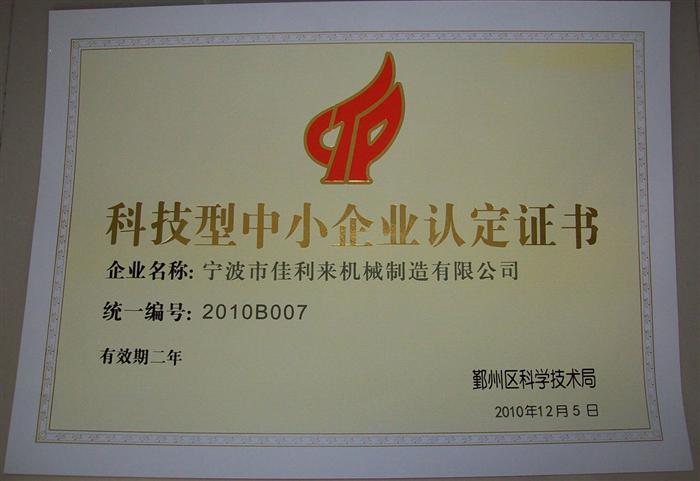 CTP
科技型中小企业认定证书
企业名称: 宁波市佳利来机械制造有限公司
统一编号: 2010B007
有效期二年
鄞州区科学技术局
2010年12月5日